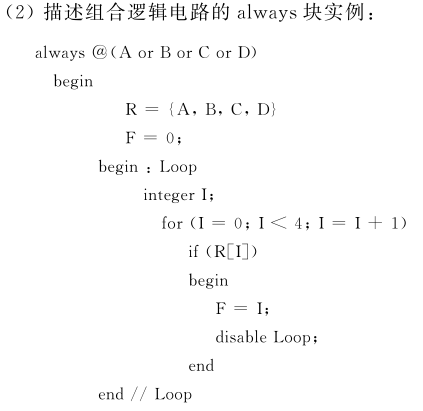 （2）描述组合逻辑电路的 always 块实例：
always @(A or B or C or D)
begin
R = {A, B, C, D}
F = 0;
begin : Loop
integer I;
for (I = 0; I < 4; I = I + 1)
if (R[I])
begin
F = I;
disable Loop;
end
end // Loop